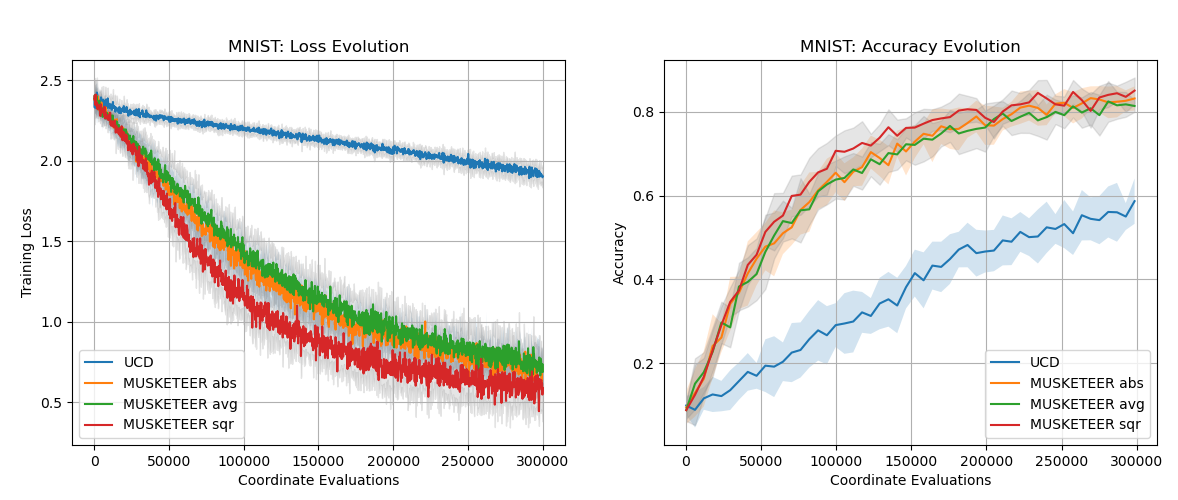 MNIST: Loss Evolution
2.5
2.0
1.5
1.0
0.5
Training Loss
UCD
MUSKETEER abs
MUSKETEER avg
MUSKETEER sqr
0
50000
100000
150000
200000
250000
300000
Coordinate Evaluations
MNIST: Accuracy Evolution
0.8
0.6
0.4
0.2
Accuracy
UCD
MUSKETEER abs
MUSKETEER avg
MUSKETEER sqr
0
50000
100000
150000
200000
250000
300000
Coordinate Evaluations